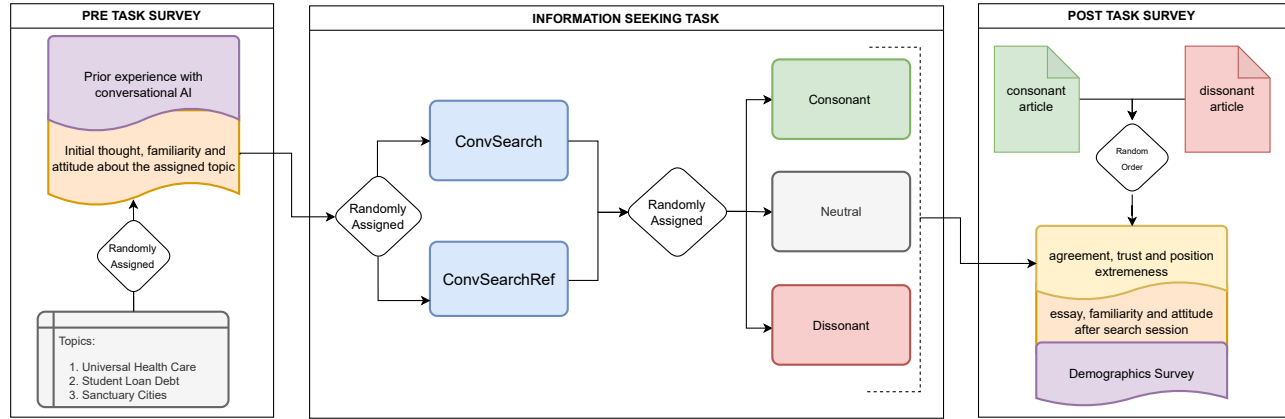 PRE TASK SURVEY
Prior experience with
conversational AI
Initial thought, familiarity and
attitude about the assigned topic
Randomly
Assigned
Topics:
1. Universal Health Care
2. Student Loan Debt
3. Sanctuary Cities
INFORMATION SEEKING TASK
Randomly
Assigned
ConvSearch
ConvSearchRef
Randomly
Assigned
Consonant
Neutral
Dissonant
POST TASK SURVEY
consonant
article
dissonant
article
Random
Order
agreement, trust and position
extremeness
essay, familiarity and attitude
after search session
Demographics Survey